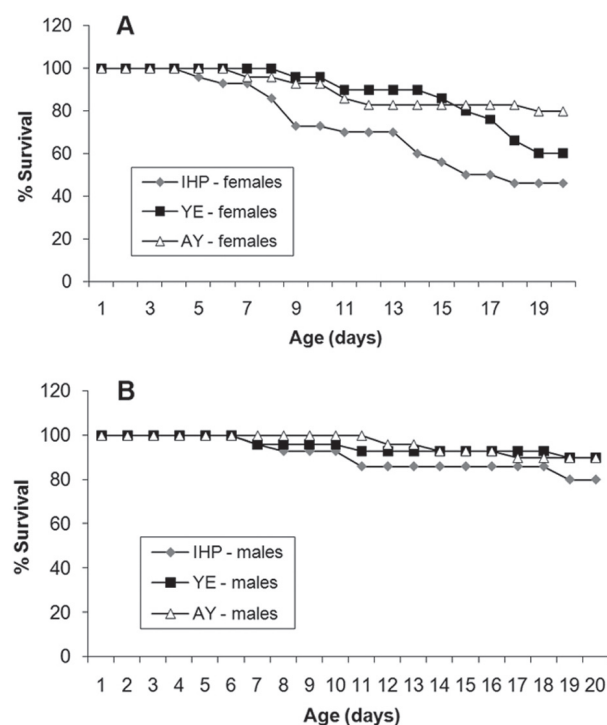 A
120
100
80
60
40
20
0
% Survival
IHP - females
YE - females
AY - females
1 3 5 7 9 11 13 15 17 19
Age (days)
B
120
100
80
60
40
20
0
% Survival
IHP - males
YE - males
AY - males
1 2 3 4 5 6 7 8 9 10 11 12 13 14 15 16 17 18 19 20
Age (days)